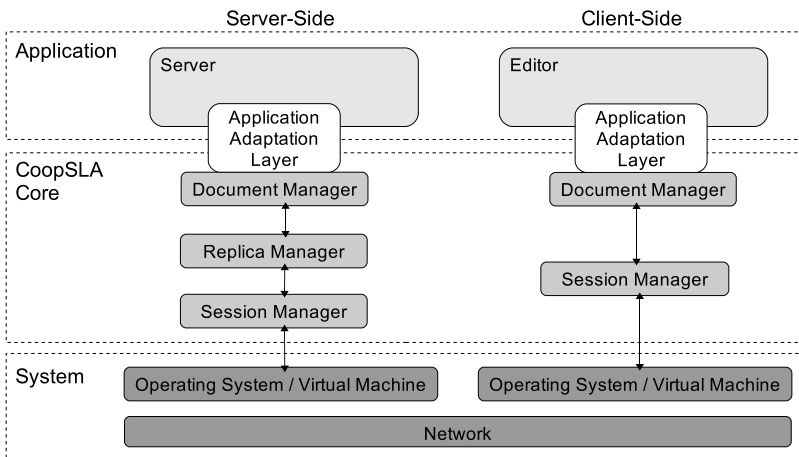 Server-Side
Client-Side
Application
Server
Application
Adaptation
Layer
Editor
Application
Adaptation
Layer
CoopSLA
Core
Document Manager
Replica Manager
Session Manager
Document Manager
Session Manager
System
Operating System / Virtual Machine
Operating System / Virtual Machine
Network